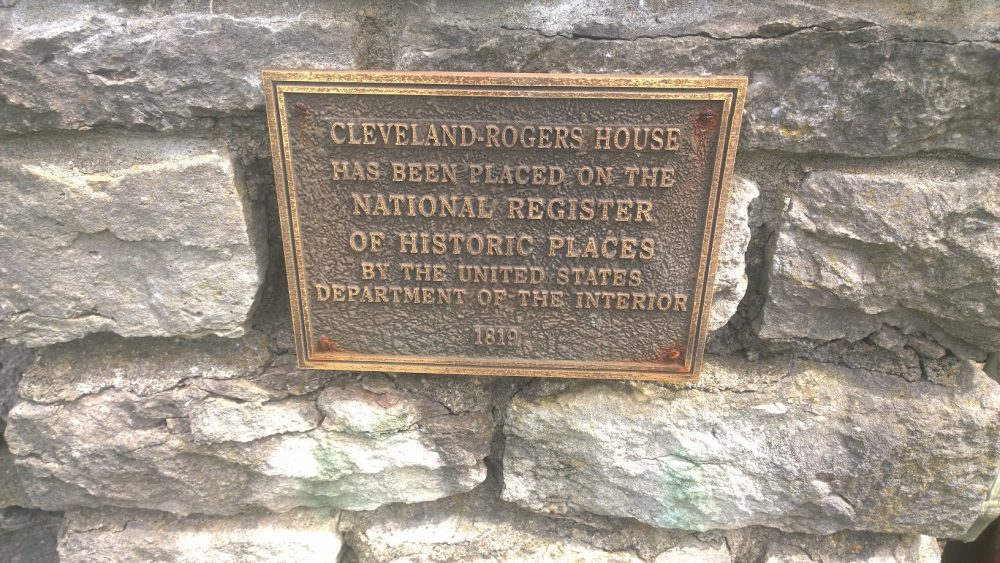 CLEVELAND-ROGERS HOUSE
HAS BEEN PLACED ON THE
NATIONAL REGISTER
OF HISTORIC PLACES
BY THE UNITED STATES
DEPARTMENT OF THE INTERIOR
1819